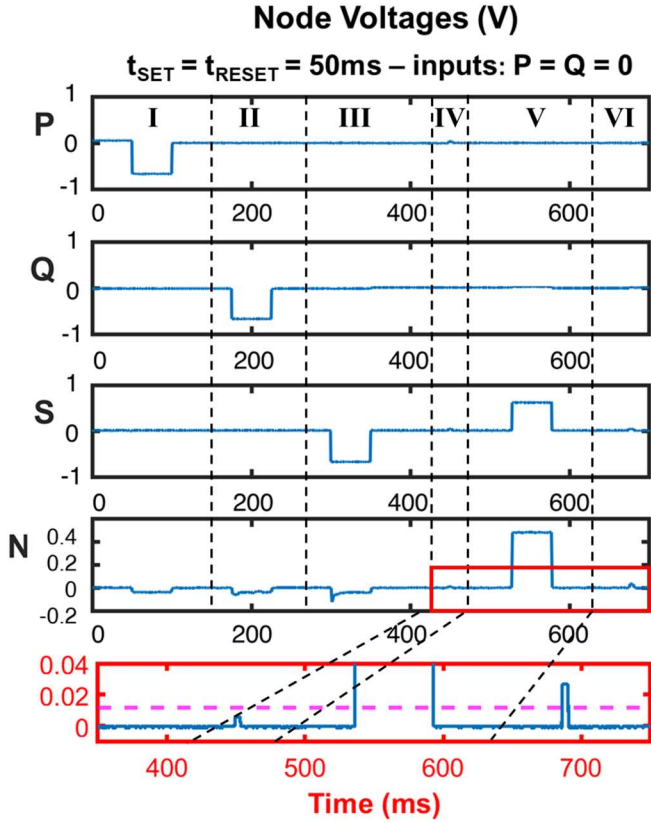 Node Voltages (V)
t_SET = t_RESET = 50ms – inputs: P = Q = 0
P
1
0
-1
I II III IV V VI
0 200 400 600
Q
1
0
-1
0 200 400 600
S
1
0
-1
0 200 400 600
N
0.4
0.2
0
-0.2
0 200 400 600
0.04
0.02
0
400 500 600 700
Time (ms)